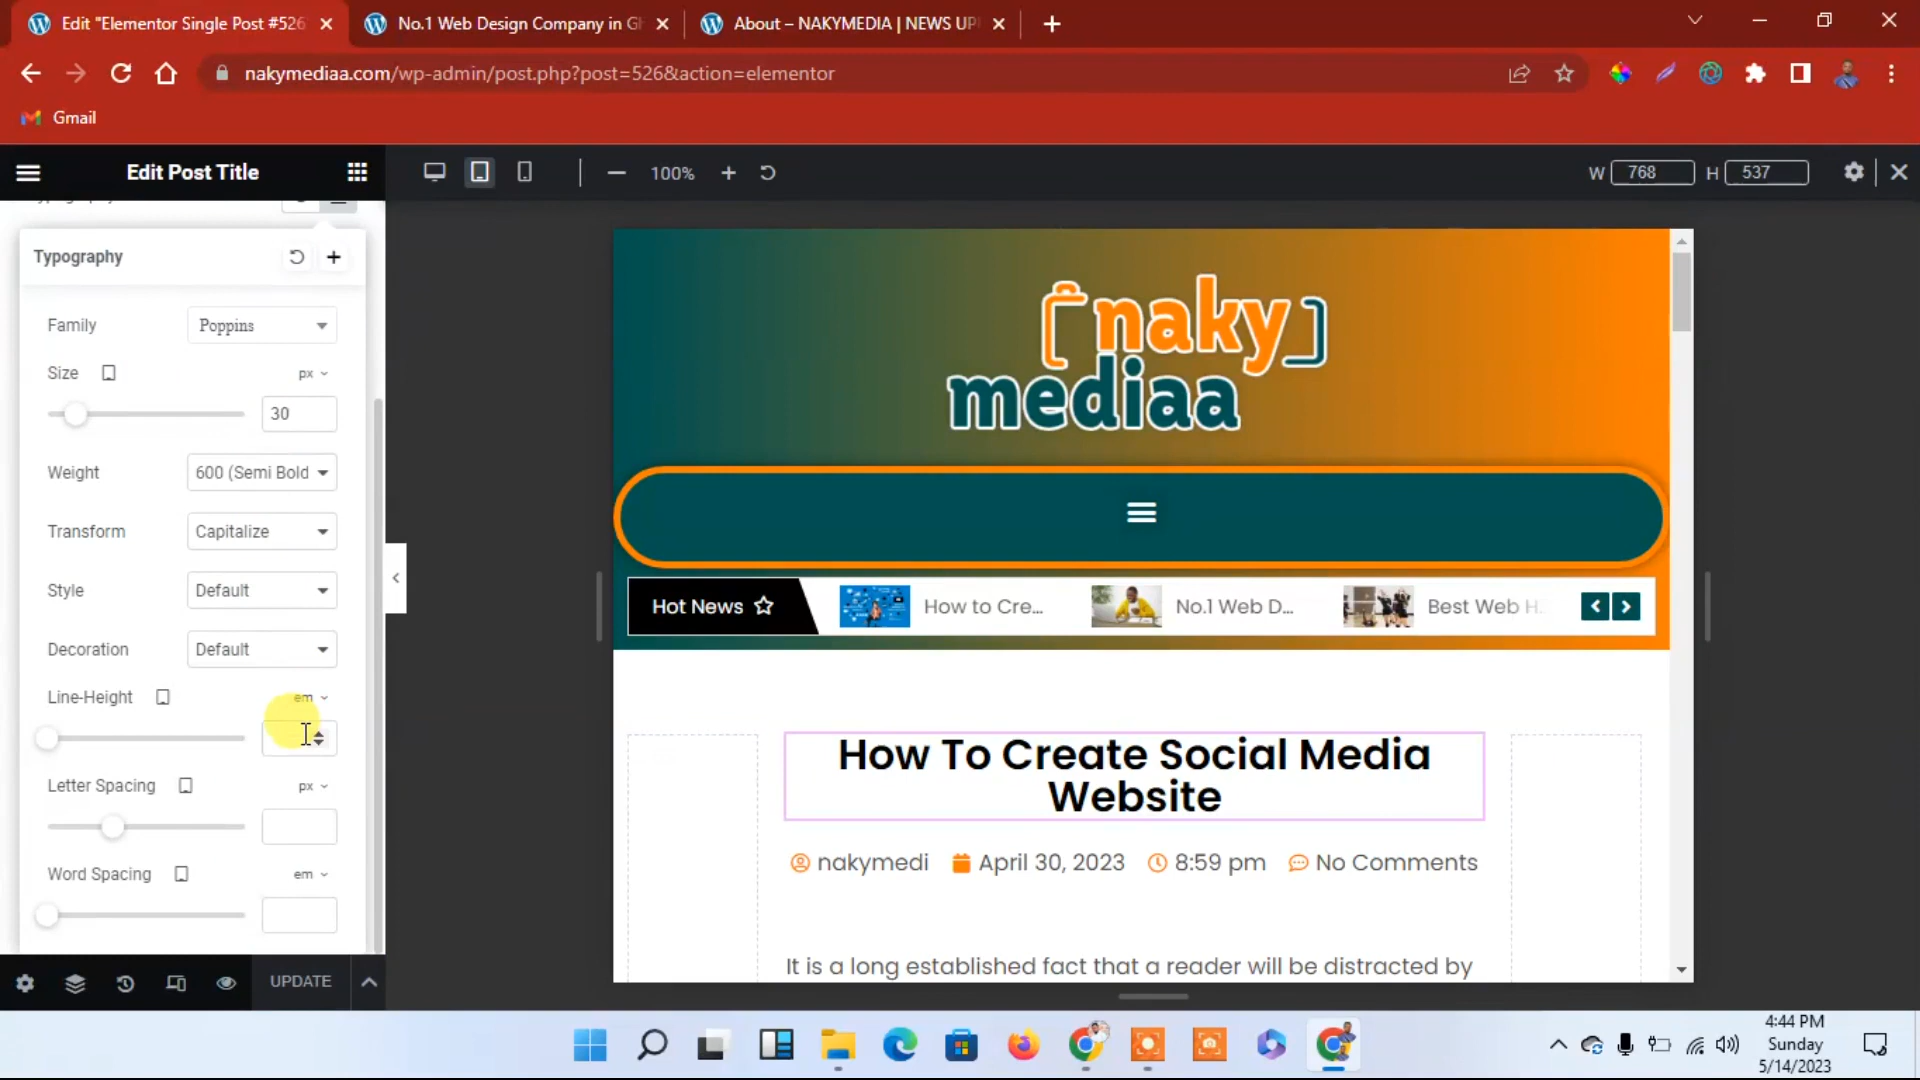 Edit "Elementor Single Post #526
No.1 Web Design Company in Gh
About – NAKYMEDIA | NEWS UP
nakymediaa.com/wp-admin/post.php?post=526&action=elementor
Gmail
Edit Post Title
100%
W 768 H 537
Typography
Family Poppins
Size px
30
Weight 600 (Semi Bold
Transform Capitalize
Style Default
Decoration Default
Line-Height em
Letter Spacing px
Word Spacing em
UPDATE
naky
mediaa
Hot News How to Cre... No.1 Web D... Best Web H...
How To Create Social Media
Website
nakymedi April 30, 2023 8:59 pm No Comments
It is a long established fact that a reader will be distracted by
4:44 PM
Sunday
5/14/2023